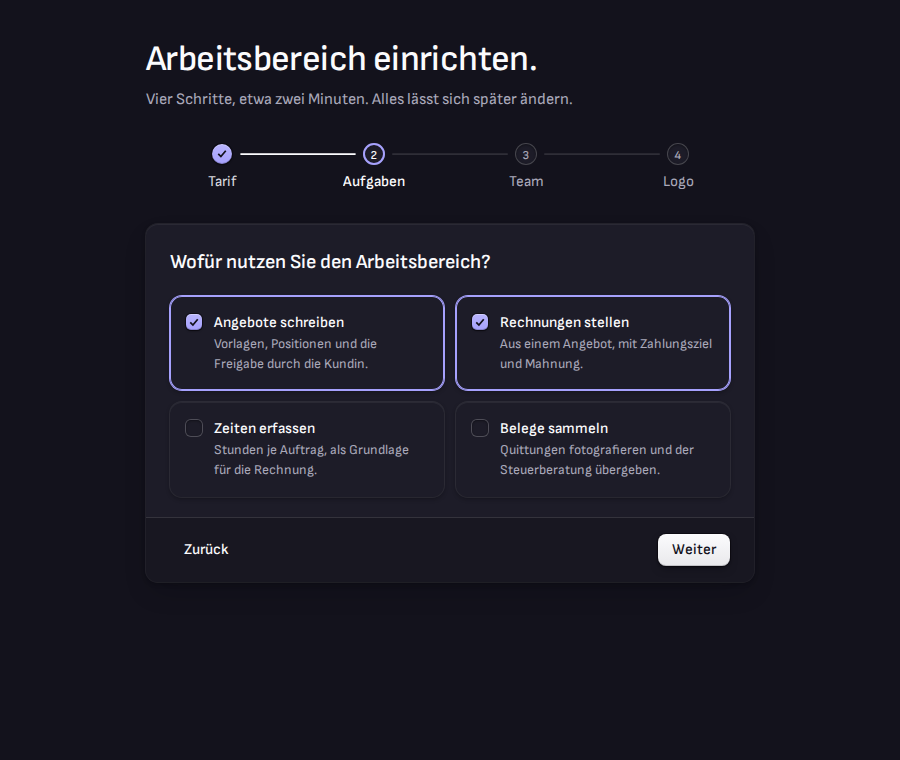 Arbeitsbereich einrichten.
Vier Schritte, etwa zwei Minuten. Alles lässt sich später ändern.
2
3
4
Tarif
Aufgaben
Team
Logo
Wofür nutzen Sie den Arbeitsbereich?
Angebote schreiben
Vorlagen, Positionen und die
Freigabe durch die Kundin.
Rechnungen stellen
Aus einem Angebot, mit Zahlungsziel
und Mahnung.
Zeiten erfassen
Stunden je Auftrag, als Grundlage
für die Rechnung.
Belege sammeln
Quittungen fotografieren und der
Steuerberatung übergeben.
Zurück
Weiter